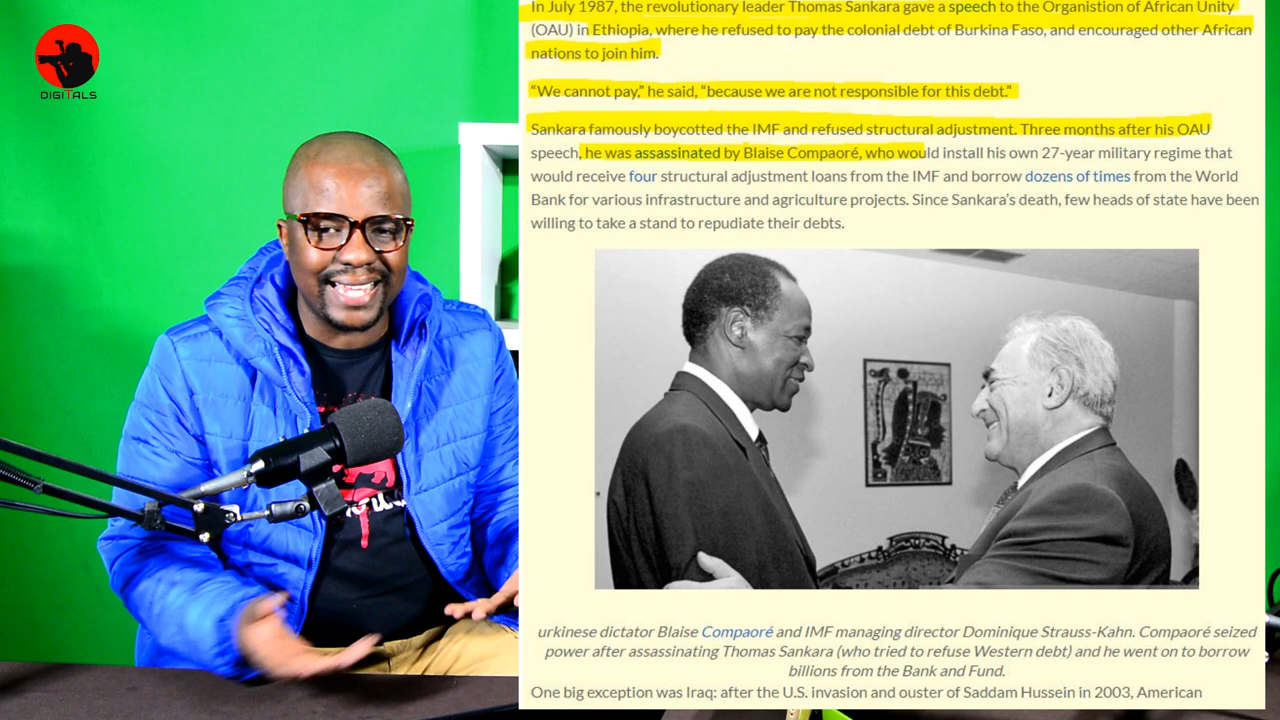 DIGITALS
In July 1987, the revolutionary leader Thomas Sankara gave a speech to the Organistion of African Unity
(OAU) in Ethiopia, where he refused to pay the colonial debt of Burkina Faso, and encouraged other African
nations to join him.
“We cannot pay,” he said, “because we are not responsible for this debt.”
Sankara famously boycotted the IMF and refused structural adjustment. Three months after his OAU
speech, he was assassinated by Blaise Compaoré, who would install his own 27-year military regime that
would receive four structural adjustment loans from the IMF and borrow dozens of times from the World
Bank for various infrastructure and agriculture projects. Since Sankara’s death, few heads of state have been
willing to take a stand to repudiate their debts.
urkinese dictator Blaise Compaoré and IMF managing director Dominique Strauss-Kahn. Compaoré seized
power after assassinating Thomas Sankara (who tried to refuse Western debt) and he went on to borrow
billions from the Bank and Fund.
One big exception was Iraq: after the U.S. invasion and ouster of Saddam Hussein in 2003, American